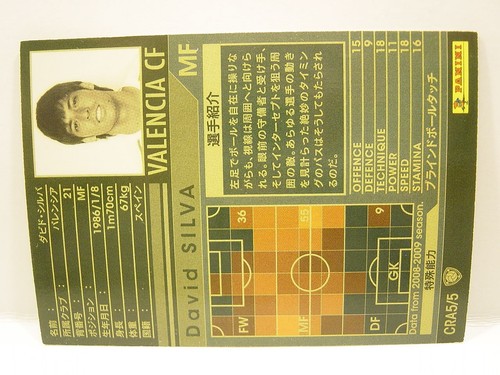 VALENCIA CF
MF
名前： ダビド・シルバ
所属クラブ： バレンシア
背番号： 21
ポジション： MF
生年月日： 1986/1/8
身長： 1m70cm
体重： 67kg
国籍： スペイン
David SILVA
選手紹介
左足でボールを自在に操りな
がらも、視線は周囲へと向けら
れる。眼前の守備者と受け手、
そしてインターセプトを狙う周
囲の敵。あらゆる選手の動き
を見計らった絶妙のタイミン
グのパスはそうしてもたらされ
るのだ。
OFFENCE 15
DEFENCE 9
TECHNIQUE 18
POWER 11
SPEED 18
STAMINA 16
ブラインドボールタッチ
PANINI
FW 36
MF 55
DF 9
GK
Data from 2008-2009 season.
特殊能力
CRA5/5